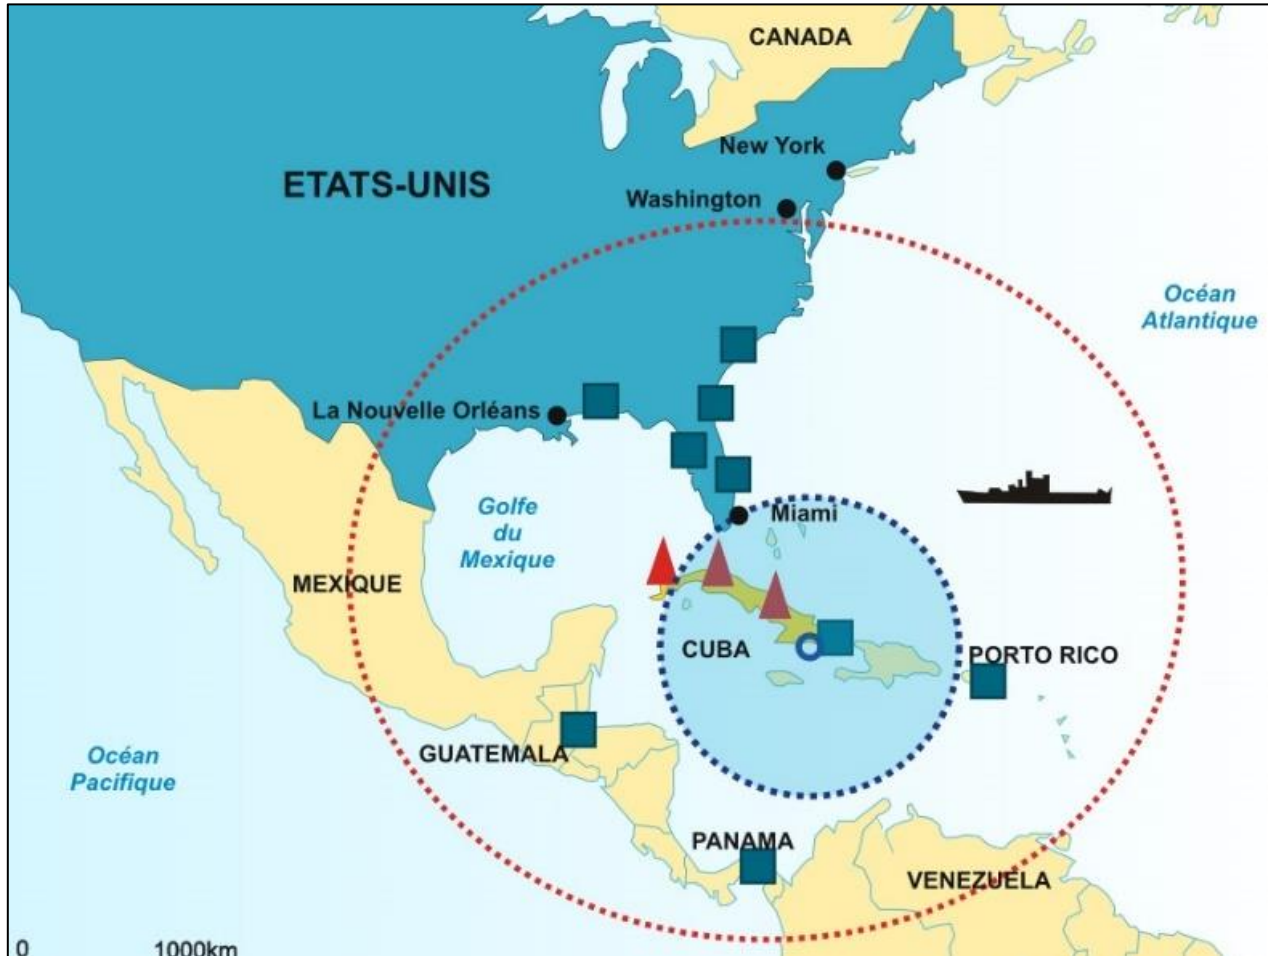 CANADA
New York
ETATS-UNIS
Washington
Océan
Atlantique
La Nouvelle Orléans
Golfe
du
Mexique
Miami
MEXIQUE
CUBA
PORTO RICO
GUATEMALA
Océan
Pacifique
PANAMA
VENEZUELA
0 1000km